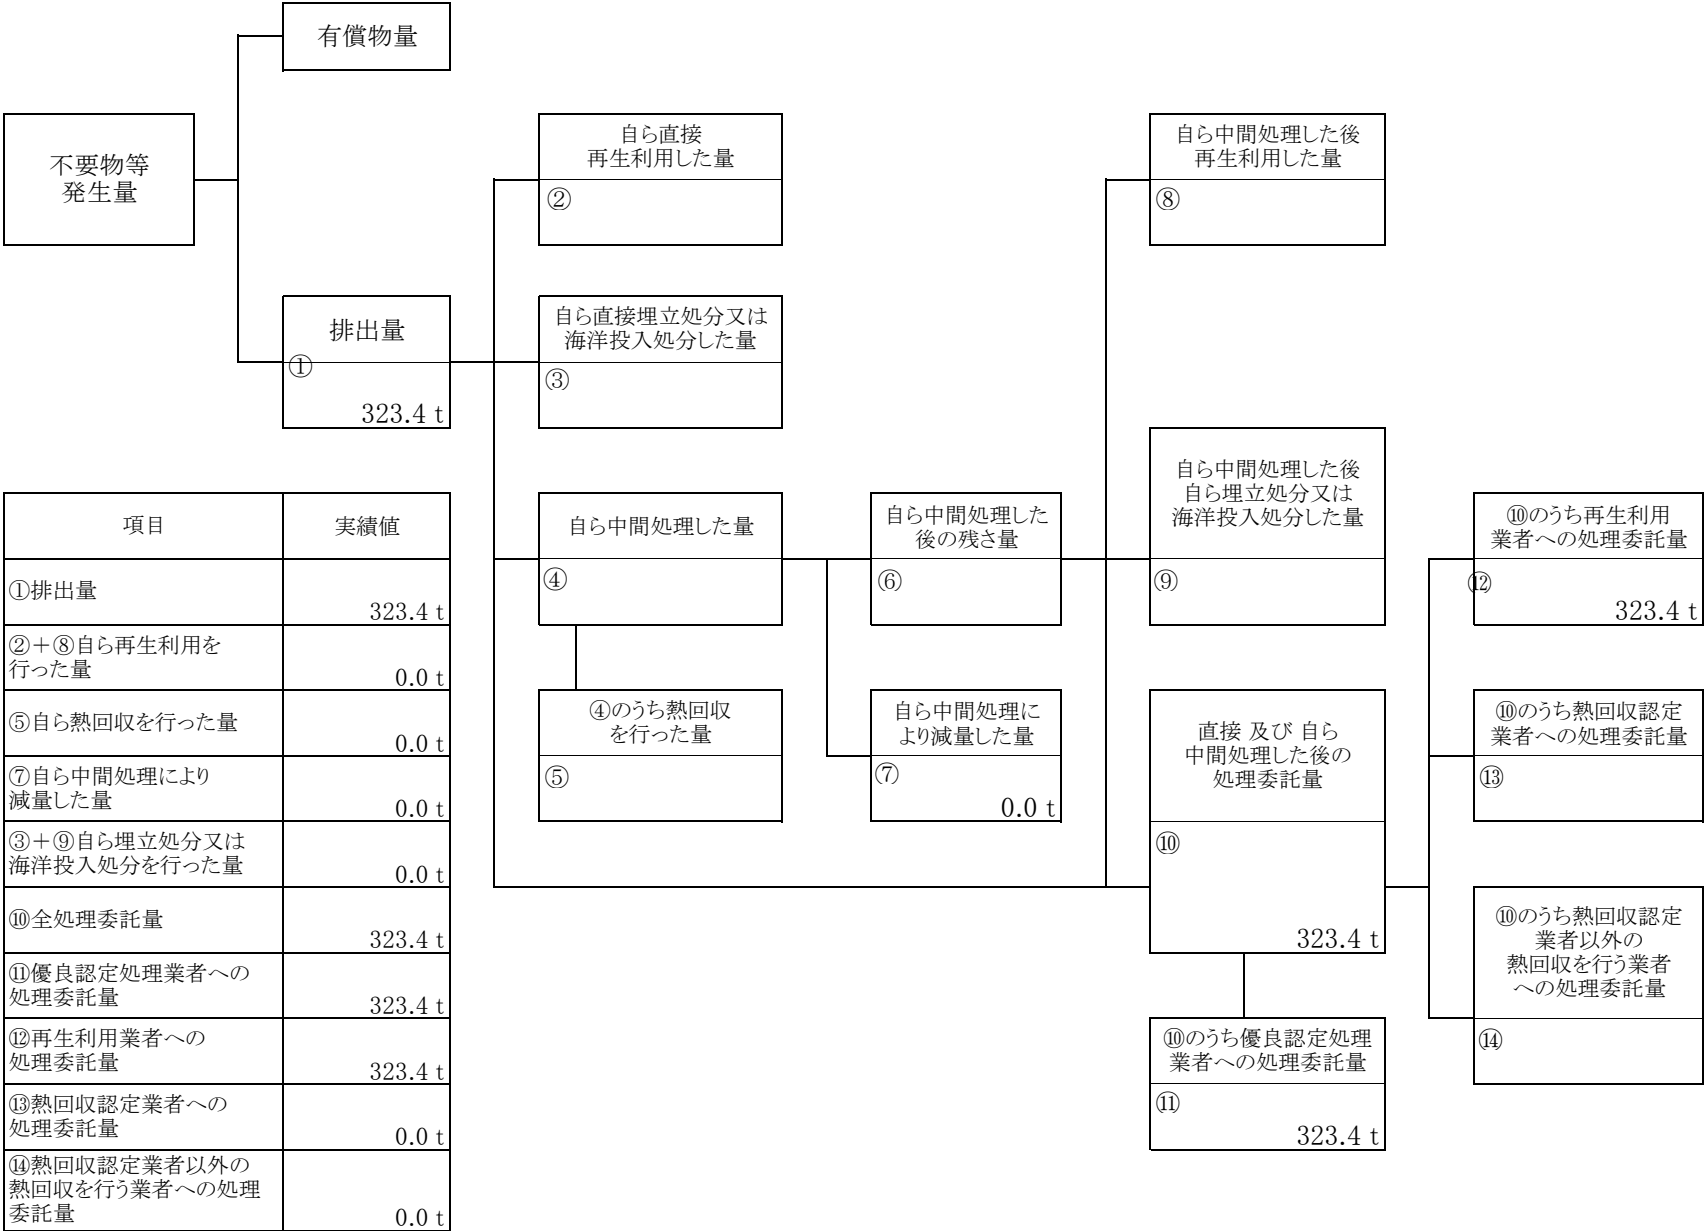 有償物量
不要物等
発生量
自ら直接
再生利用した量
②
自ら中間処理した後
再生利用した量
⑧
排出量
①
323.4 t
自ら直接埋立処分又は
海洋投入処分した量
③
自ら中間処理した量
④
自ら中間処理した
後の残さ量
⑥
自ら中間処理した後
自ら埋立処分又は
海洋投入処分した量
⑨
⑩のうち再生利用
業者への処理委託量
⑫
323.4 t
④のうち熱回収
を行った量
⑤
自ら中間処理に
より減量した量
⑦
0.0 t
直接 及び 自ら
中間処理した後の
処理委託量
⑩
323.4 t
⑩のうち熱回収認定
業者への処理委託量
⑬
⑩のうち熱回収認定
業者以外の
熱回収を行う業者
への処理委託量
⑭
⑩のうち優良認定処理
業者への処理委託量
⑪
323.4 t
項目 実績値
①排出量
323.4 t
②+⑧自ら再生利用を
行った量
0.0 t
⑤自ら熱回収を行った量
0.0 t
⑦自ら中間処理により
減量した量
0.0 t
③+⑨自ら埋立処分又は
海洋投入処分を行った量
0.0 t
⑩全処理委託量
323.4 t
⑪優良認定処理業者への
処理委託量
323.4 t
⑫再生利用業者への
処理委託量
323.4 t
⑬熱回収認定業者への
処理委託量
0.0 t
⑭熱回収認定業者以外の
熱回収を行う業者への処理
委託量
0.0 t